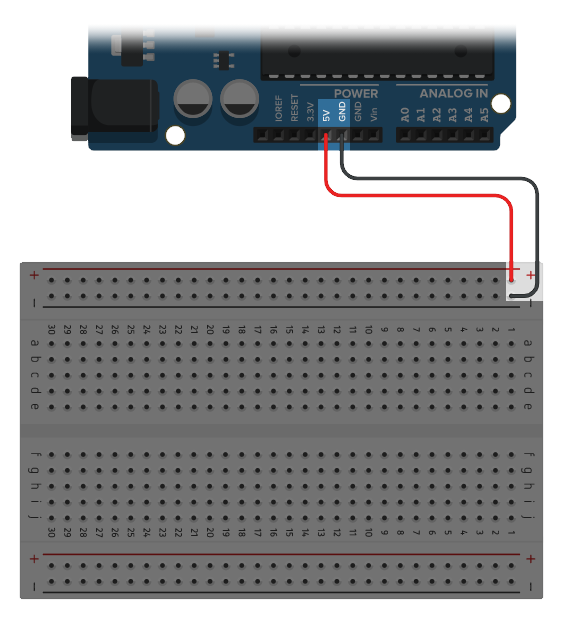 POWER ANALOG IN
IOREF RESET 3.3V 5V GND GND Vin A0 A1 A2 A3 A4 A5
+ +
− −
30 29 28 27 26 25 24 23 22 21 20 19 18 17 16 15 14 13 12 11 10 9 8 7 6 5 4 3 2 1
a a
b b
c c
d d
e e
f f
g g
h h
i i
j j
30 29 28 27 26 25 24 23 22 21 20 19 18 17 16 15 14 13 12 11 10 9 8 7 6 5 4 3 2 1
+ +
− −